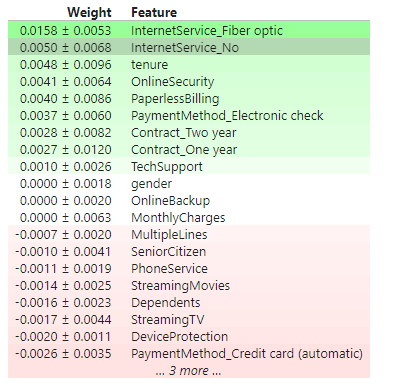 Weight Feature
0.0158 ± 0.0053 InternetService_Fiber optic
0.0050 ± 0.0068 InternetService_No
0.0048 ± 0.0096 tenure
0.0041 ± 0.0064 OnlineSecurity
0.0040 ± 0.0086 PaperlessBilling
0.0037 ± 0.0060 PaymentMethod_Electronic check
0.0028 ± 0.0082 Contract_Two year
0.0027 ± 0.0120 Contract_One year
0.0010 ± 0.0026 TechSupport
0.0000 ± 0.0018 gender
0.0000 ± 0.0020 OnlineBackup
0.0000 ± 0.0063 MonthlyCharges
-0.0007 ± 0.0020 MultipleLines
-0.0010 ± 0.0041 SeniorCitizen
-0.0011 ± 0.0019 PhoneService
-0.0014 ± 0.0025 StreamingMovies
-0.0016 ± 0.0023 Dependents
-0.0017 ± 0.0044 StreamingTV
-0.0020 ± 0.0011 DeviceProtection
-0.0026 ± 0.0035 PaymentMethod_Credit card (automatic)
... 3 more ...